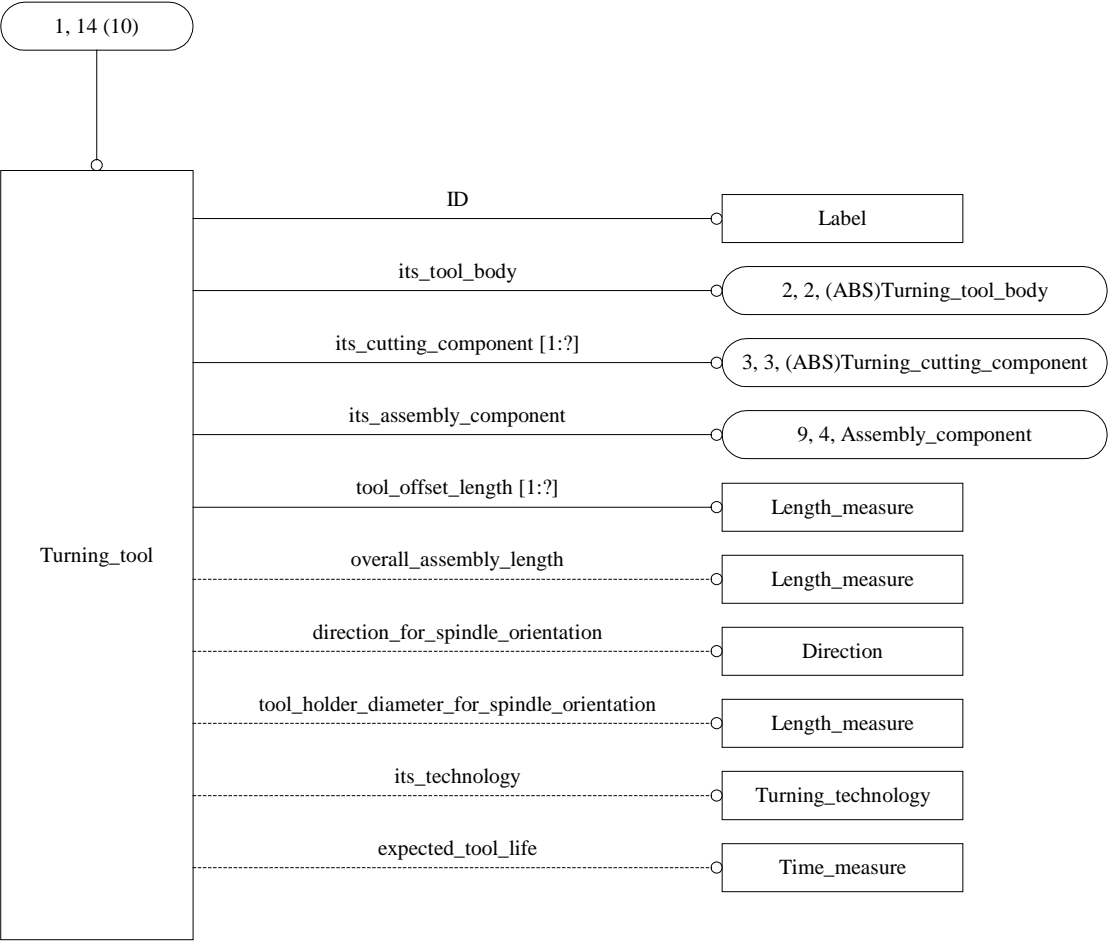 1, 14 (10)
ID
Label
its_tool_body
2, 2, (ABS)Turning_tool_body
its_cutting_component [1:?]
3, 3, (ABS)Turning_cutting_component
its_assembly_component
9, 4, Assembly_component
tool_offset_length [1:?]
Length_measure
Turning_tool
overall_assembly_length
Length_measure
direction_for_spindle_orientation
Direction
tool_holder_diameter_for_spindle_orientation
Length_measure
its_technology
Turning_technology
expected_tool_life
Time_measure